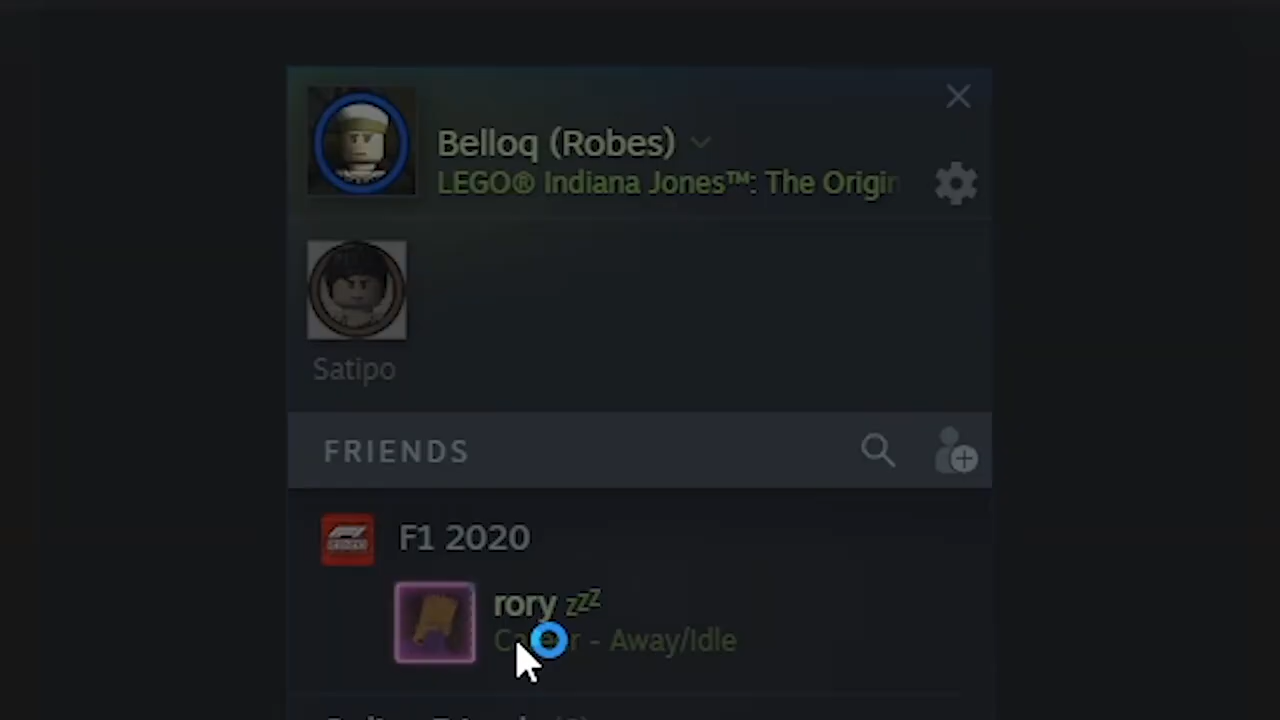 Belloq (Robes)
LEGO® Indiana Jones™: The Origin
Satipo
FRIENDS
F1 2020
rory zzz
- Away/Idle